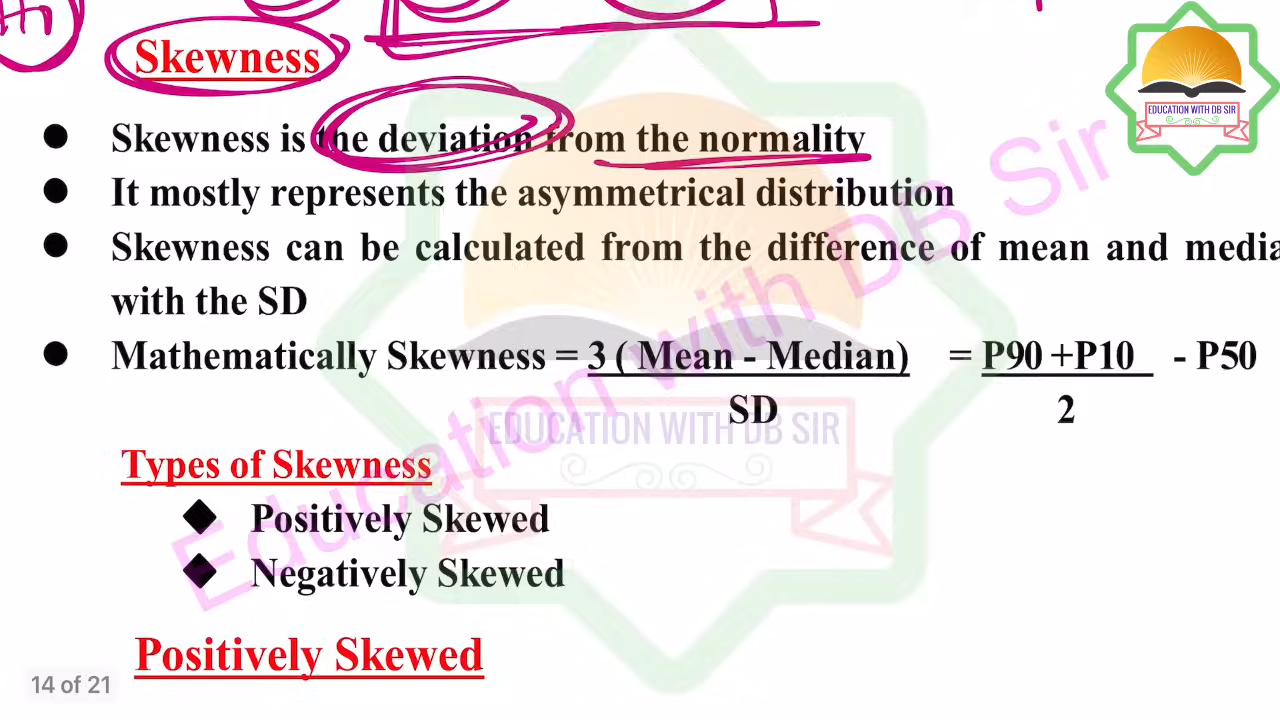 Skewness
EDUCATION WITH DB SIR
● Skewness is the deviation from the normality
● It mostly represents the asymmetrical distribution
● Skewness can be calculated from the difference of mean and media
with the SD
● Mathematically Skewness = 3 ( Mean - Median) = P90 +P10 - P50
SD 2
EDUCATION WITH DB SIR
Education with DB Sir
Types of Skewness
◆ Positively Skewed
◆ Negatively Skewed
Positively Skewed
14 of 21